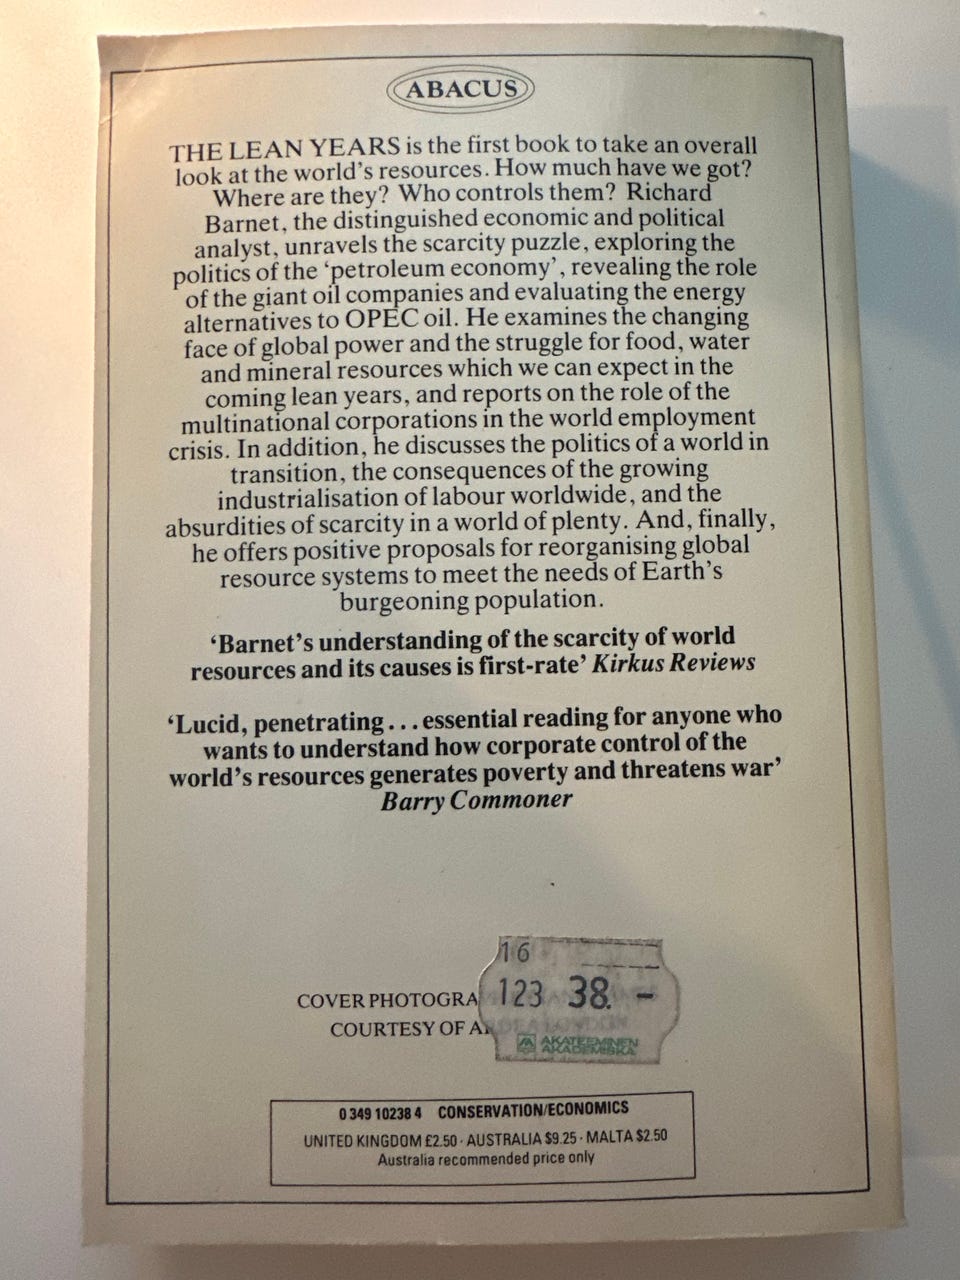 ABACUS
THE LEAN YEARS is the first book to take an overall
look at the world's resources. How much have we got?
Where are they? Who controls them? Richard
Barnet, the distinguished economic and political
analyst, unravels the scarcity puzzle, exploring the
politics of the ‘petroleum economy’, revealing the role
of the giant oil companies and evaluating the energy
alternatives to OPEC oil. He examines the changing
face of global power and the struggle for food, water
and mineral resources which we can expect in the
coming lean years, and reports on the role of the
multinational corporations in the world employment
crisis. In addition, he discusses the politics of a world in
transition, the consequences of the growing
industrialisation of labour worldwide, and the
absurdities of scarcity in a world of plenty. And, finally,
he offers positive proposals for reorganising global
resource systems to meet the needs of Earth's
burgeoning population.
‘Barnet's understanding of the scarcity of world
resources and its causes is first-rate’ Kirkus Reviews
‘Lucid, penetrating . . . essential reading for anyone who
wants to understand how corporate control of the
world's resources generates poverty and threatens war’
Barry Commoner
16
COVER PHOTOGRA 123 38. –
COURTESY OF
AKATEEMINEN
AKADEMISKA
0 349 10238 4 CONSERVATION/ECONOMICS
UNITED KINGDOM £2.50 · AUSTRALIA $9.25 · MALTA $2.50
Australia recommended price only